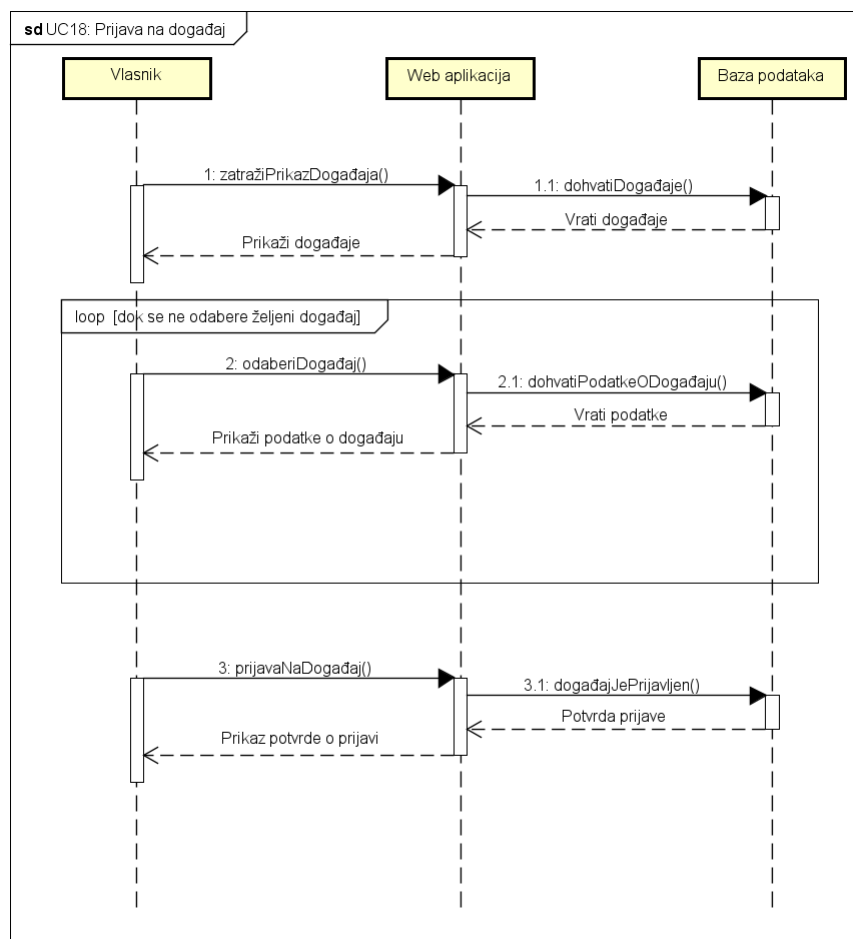 sd UC18: Prijava na događaj
Vlasnik
Web aplikacija
Baza podataka
1: zatražiPrikazDogađaja()
1.1: dohvatiDogađaje()
Vrati događaje
Prikaži događaje
loop [dok se ne odabere željeni događaj]
2: odaberiDogađaj()
2.1: dohvatiPodatkeODogađaju()
Vrati podatke
Prikaži podatke o događaju
3: prijavaNaDogađaj()
3.1: događajJePrijavljen()
Potvrda prijave
Prikaz potvrde o prijavi